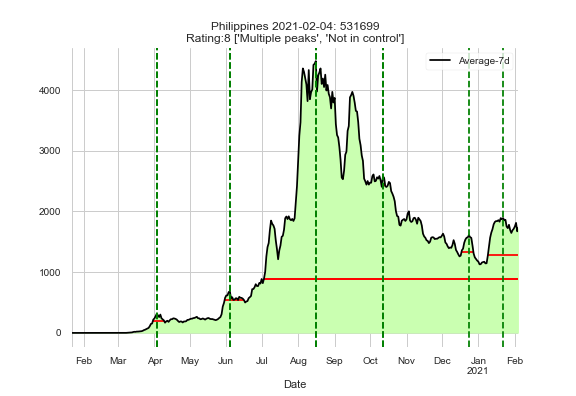 Philippines 2021-02-04: 531699
Rating:8 ['Multiple peaks', 'Not in control']
Average-7d
4000
3000
2000
1000
0
Feb Mar Apr May Jun Jul Aug Sep Oct Nov Dec Jan Feb
2021
Date